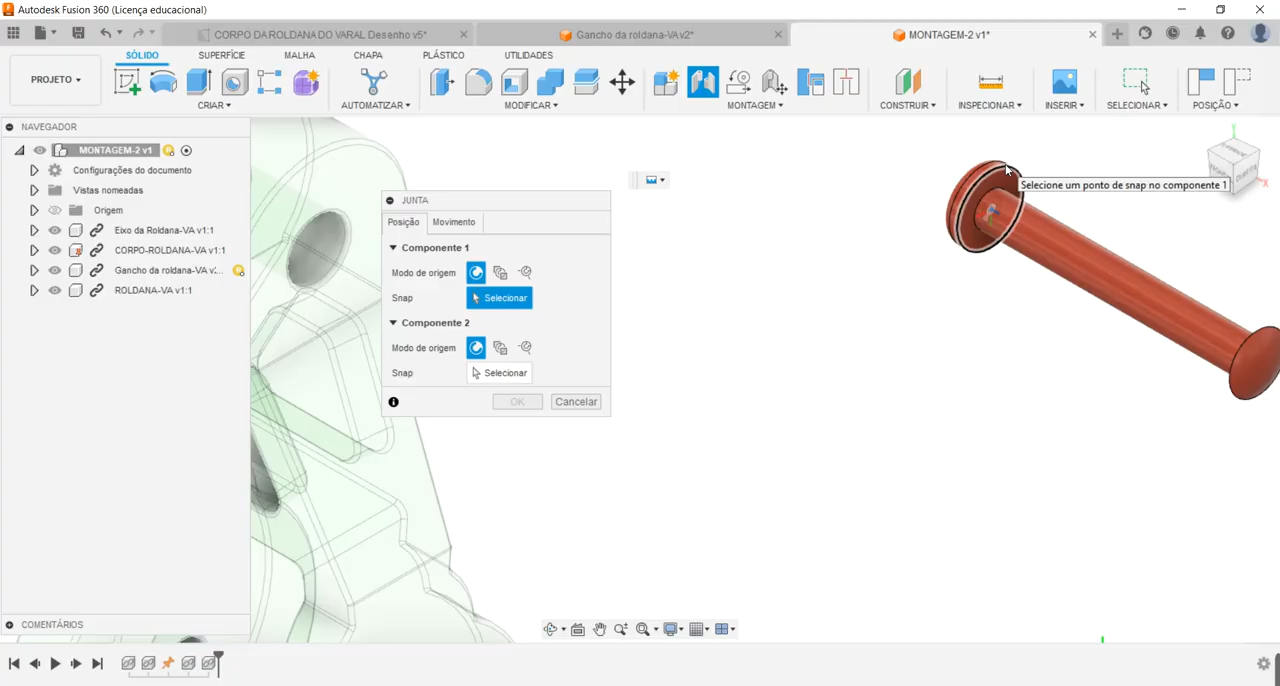 Autodesk Fusion 360 (Licença educacional)
CORPO DA ROLDANA DO VARAL Desenho v5*
Gancho da roldana-VA v2*
MONTAGEM-2 v1*
PROJETO
SÓLIDO
SUPERFÍCIE
MALHA
CHAPA
PLÁSTICO
UTILIDADES
CRIAR
AUTOMATIZAR
MODIFICAR
MONTAGEM
CONSTRUIR
INSPECIONAR
INSERIR
SELECIONAR
POSIÇÃO
NAVEGADOR
MONTAGEM-2 v1
Configurações do documento
Vistas nomeadas
Origem
Eixo da Roldana-VA v1:1
CORPO-ROLDANA-VA v1:1
Gancho da roldana-VA v...
ROLDANA-VA v1:1
JUNTA
Posição
Movimento
Componente 1
Modo de origem
Snap
Selecionar
Componente 2
Modo de origem
Snap
Selecionar
OK
Cancelar
Selecione um ponto de snap no componente 1
Y
X
COMENTÁRIOS